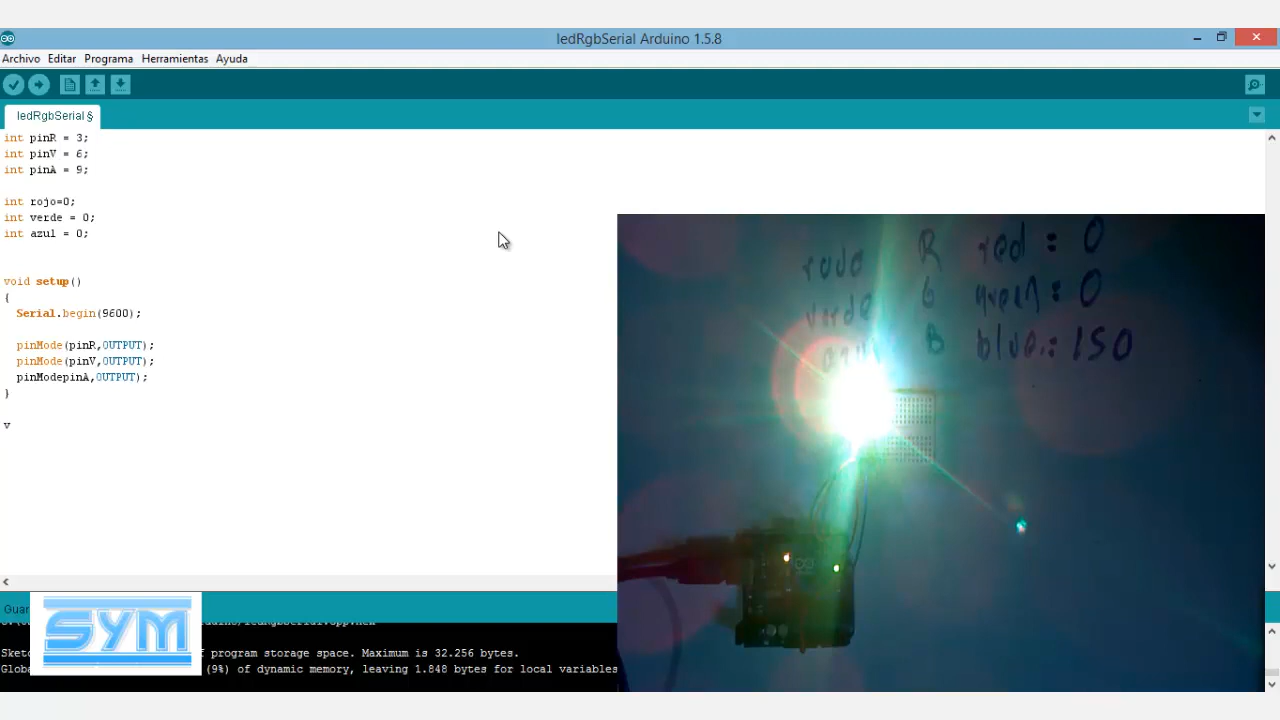 ledRgbSerial Arduino 1.5.8
Archivo Editar Programa Herramientas Ayuda
ledRgbSerial §
int pinR = 3;
int pinV = 6;
int pinA = 9;
int rojo=0;
int verde = 0;
int azul = 0;
void setup()
{
Serial.begin(9600);
pinMode(pinR,OUTPUT);
pinMode(pinV,OUTPUT);
pinModepinA,OUTPUT);
}
v
rojo R red : 0
verde G green : 0
B blue : 150
SYM
of program storage space. Maximum is 32.256 bytes.
(9%) of dynamic memory, leaving 1.848 bytes for local variables